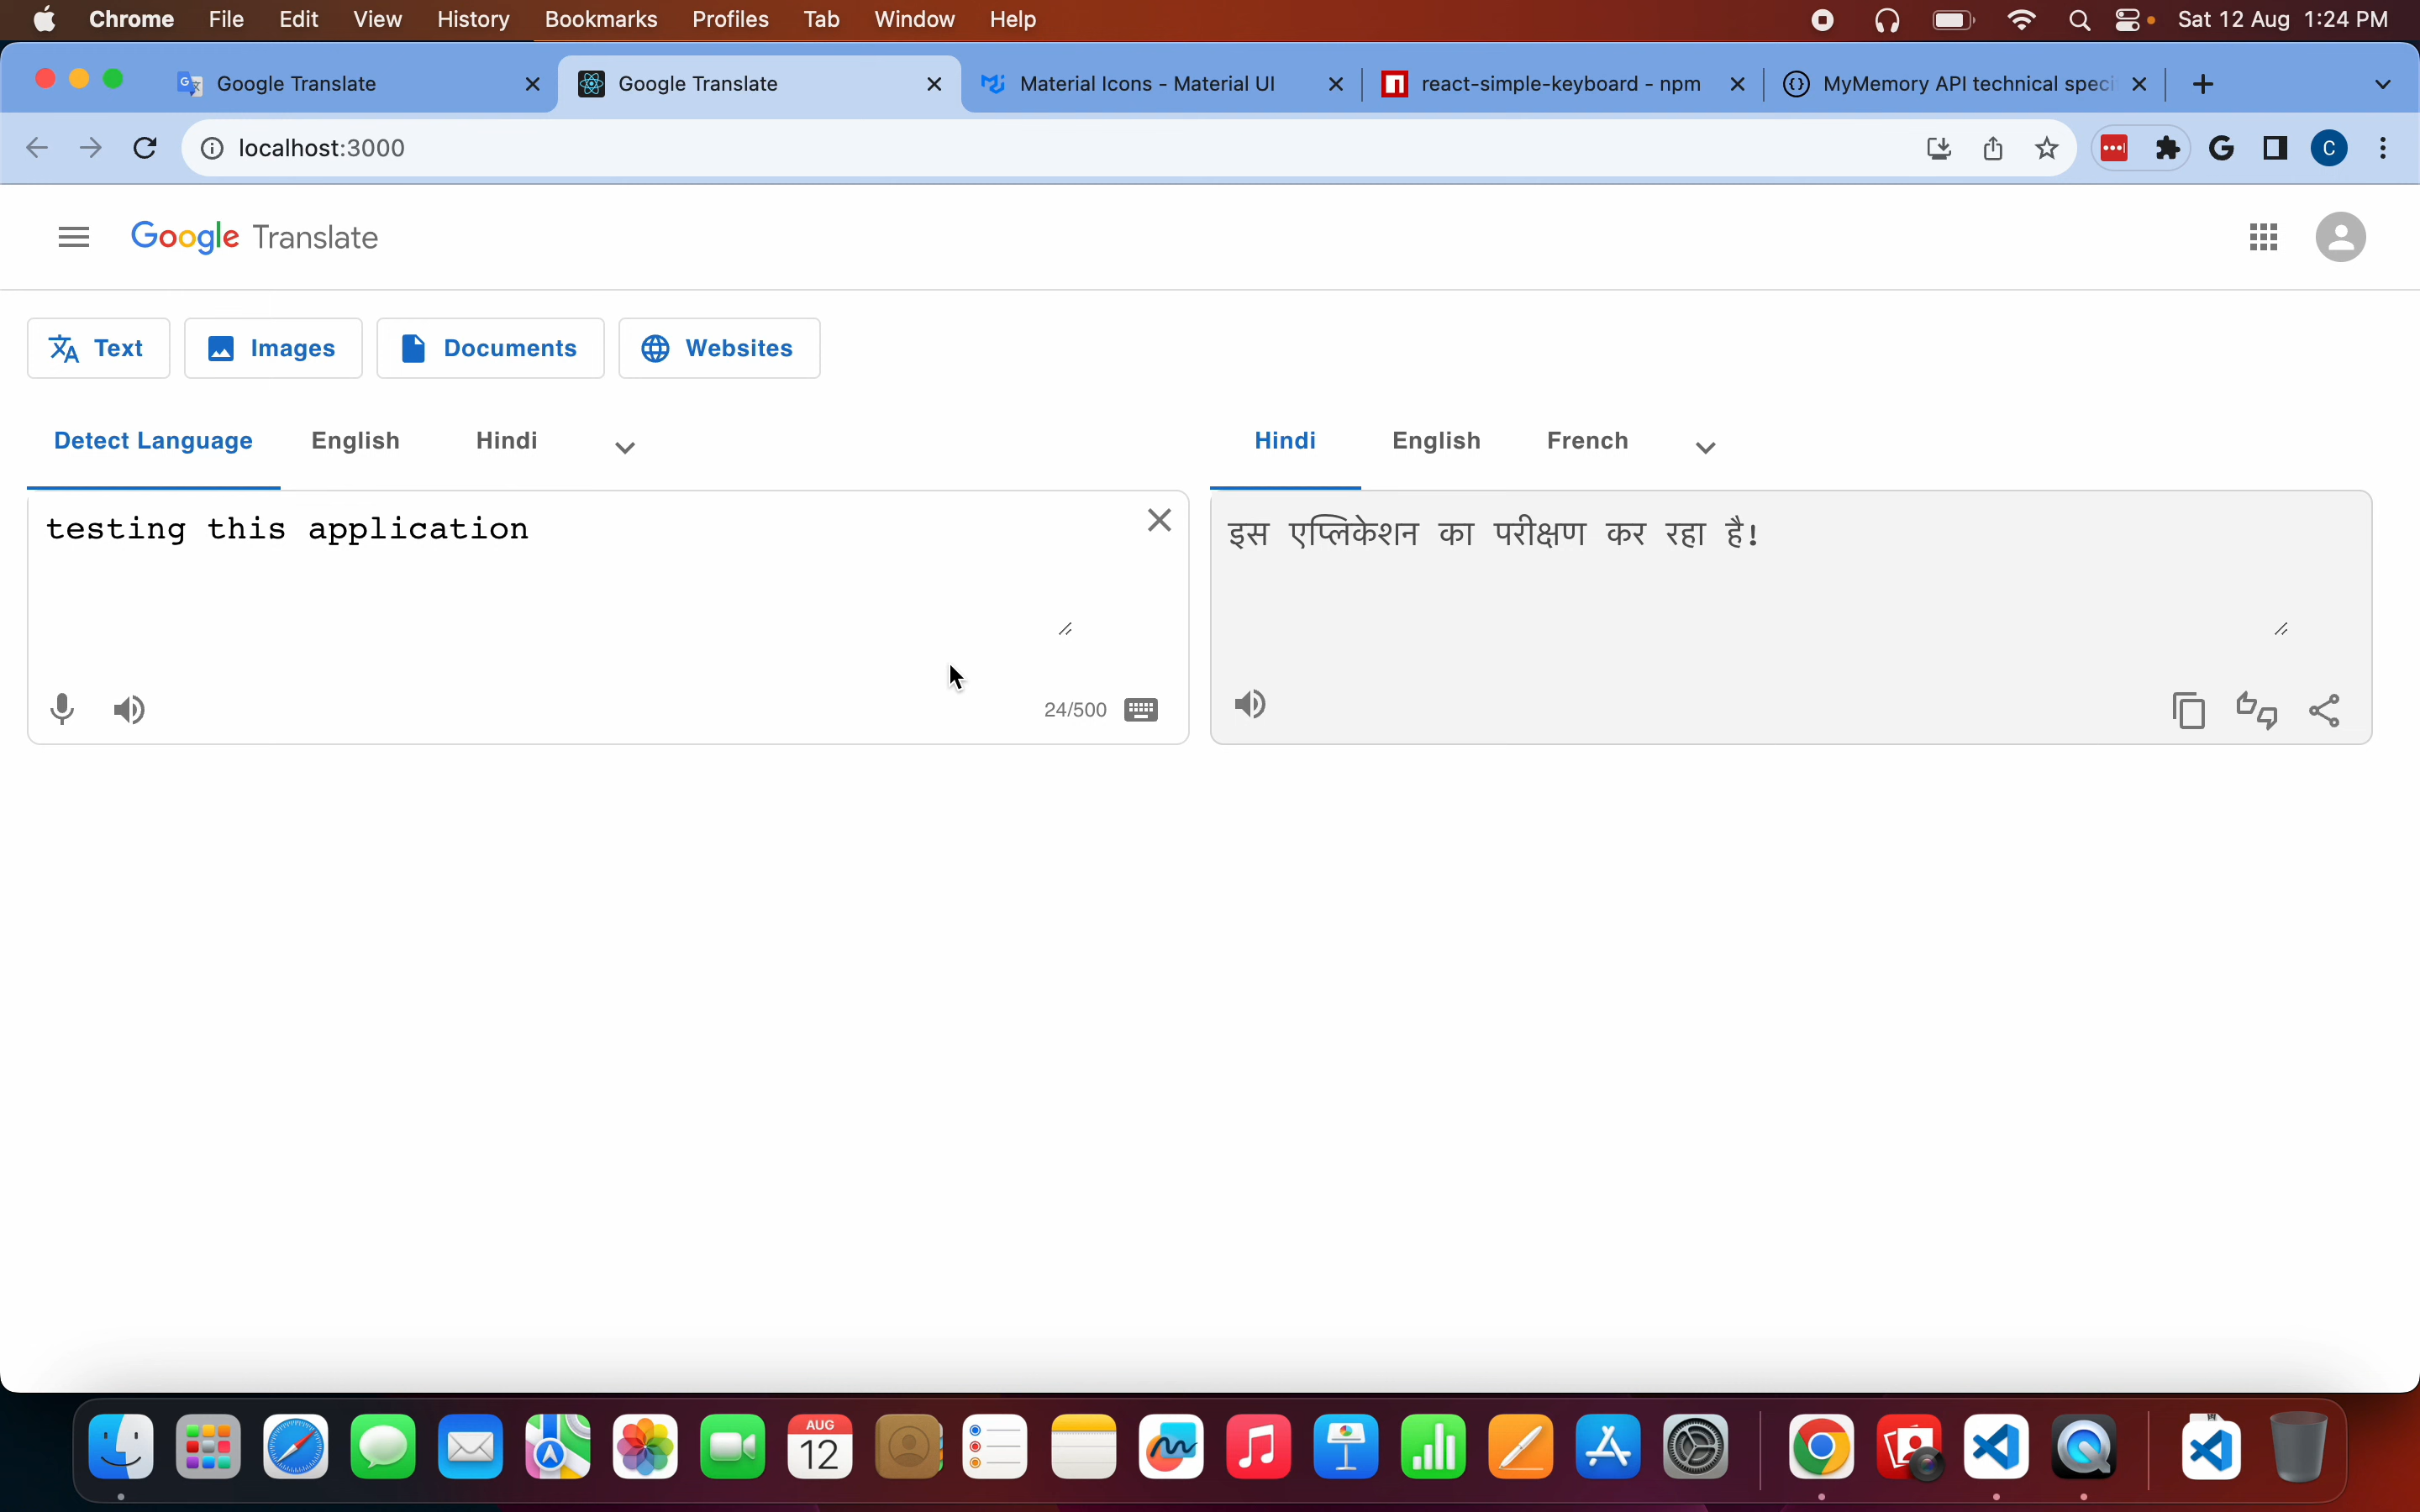 Chrome File Edit View History Bookmarks Profiles Tab Window Help Sat 12 Aug 1:24 PM
Google Translate Google Translate Material Icons - Material UI react-simple-keyboard - npm MyMemory API technical speci
localhost:3000 C
Google Translate
Text Images Documents Websites
Detect Language English Hindi Hindi English French
testing this application
इस एप्लिकेशन का परीक्षण कर रहा है!
24/500
AUG
12